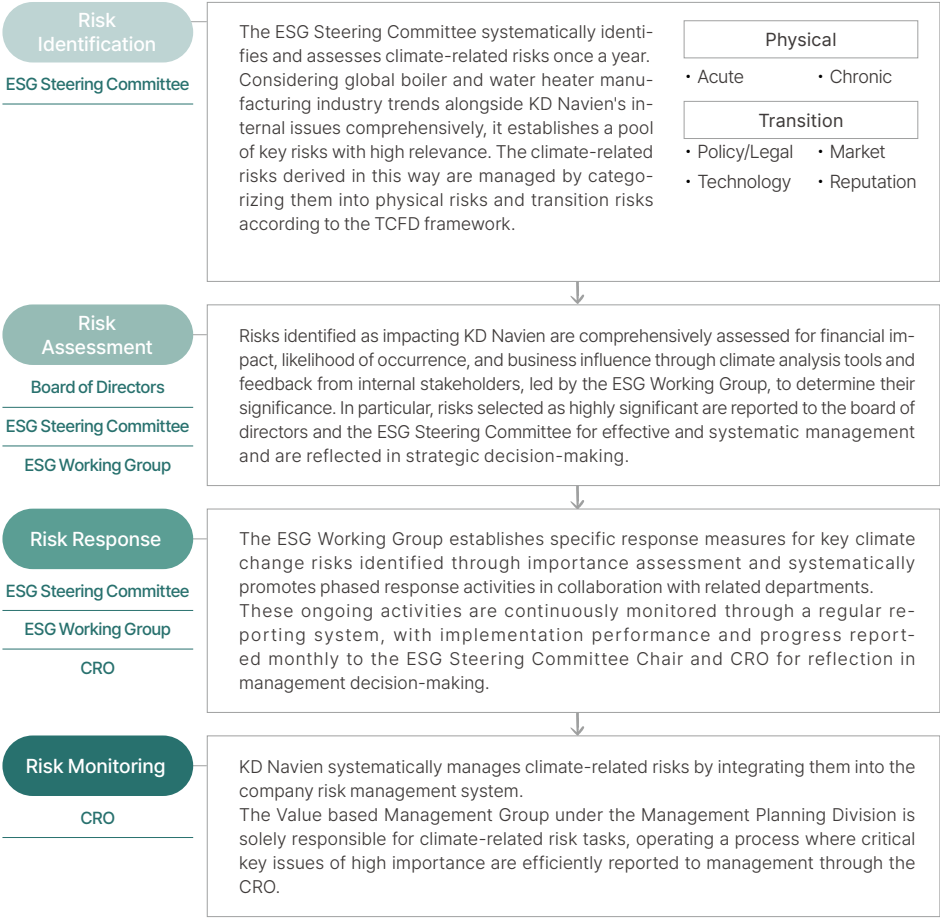 Risk
Identification
ESG Steering Committee
The ESG Steering Committee systematically identi-
fies and assesses climate-related risks once a year.
Considering global boiler and water heater manu-
facturing industry trends alongside KD Navien's in-
ternal issues comprehensively, it establishes a pool
of key risks with high relevance. The climate-related
risks derived in this way are managed by catego-
rizing them into physical risks and transition risks
according to the TCFD framework.
Physical
• Acute • Chronic
Transition
• Policy/Legal • Market
• Technology • Reputation
Risk
Assessment
Board of Directors
ESG Steering Committee
ESG Working Group
Risks identified as impacting KD Navien are comprehensively assessed for financial im-
pact, likelihood of occurrence, and business influence through climate analysis tools and
feedback from internal stakeholders, led by the ESG Working Group, to determine their
significance. In particular, risks selected as highly significant are reported to the board of
directors and the ESG Steering Committee for effective and systematic management
and are reflected in strategic decision-making.
Risk Response
ESG Steering Committee
ESG Working Group
CRO
The ESG Working Group establishes specific response measures for key climate
change risks identified through importance assessment and systematically
promotes phased response activities in collaboration with related departments.
These ongoing activities are continuously monitored through a regular re-
porting system, with implementation performance and progress report-
ed monthly to the ESG Steering Committee Chair and CRO for reflection in
management decision-making.
Risk Monitoring
CRO
KD Navien systematically manages climate-related risks by integrating them into the
company risk management system.
The Value based Management Group under the Management Planning Division is
solely responsible for climate-related risk tasks, operating a process where critical
key issues of high importance are efficiently reported to management through the
CRO.